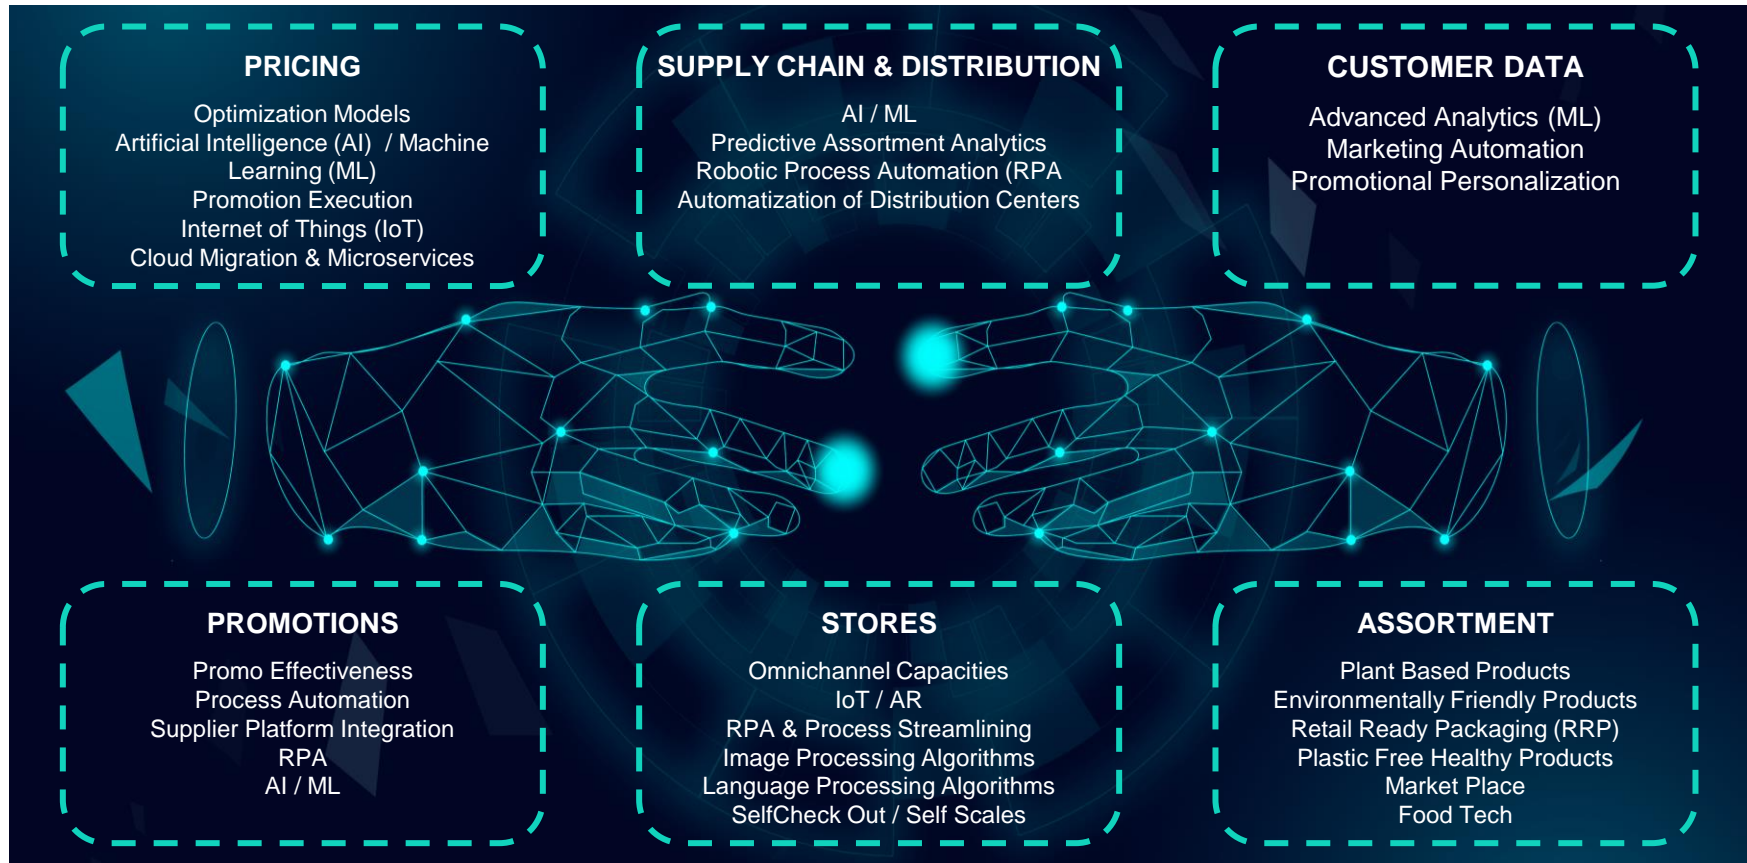 PRICING
Optimization Models
Artificial Intelligence (AI)  / Machine
Learning (ML)
Promotion Execution
Internet of Things (IoT)
Cloud Migration & Microservices
SUPPLY CHAIN & DISTRIBUTION
AI / ML
Predictive Assortment Analytics
Robotic Process Automation (RPA
Automatization of Distribution Centers
CUSTOMER DATA
Advanced Analytics (ML)
Marketing Automation
Promotional Personalization
PROMOTIONS
Promo Effectiveness
Process Automation
Supplier Platform Integration
RPA
AI / ML
STORES
Omnichannel Capacities
IoT / AR
RPA & Process Streamlining
Image Processing Algorithms
Language Processing Algorithms
SelfCheck Out / Self Scales
ASSORTMENT
Plant Based Products
Environmentally Friendly Products
Retail Ready Packaging (RRP)
Plastic Free Healthy Products
Market Place
Food Tech